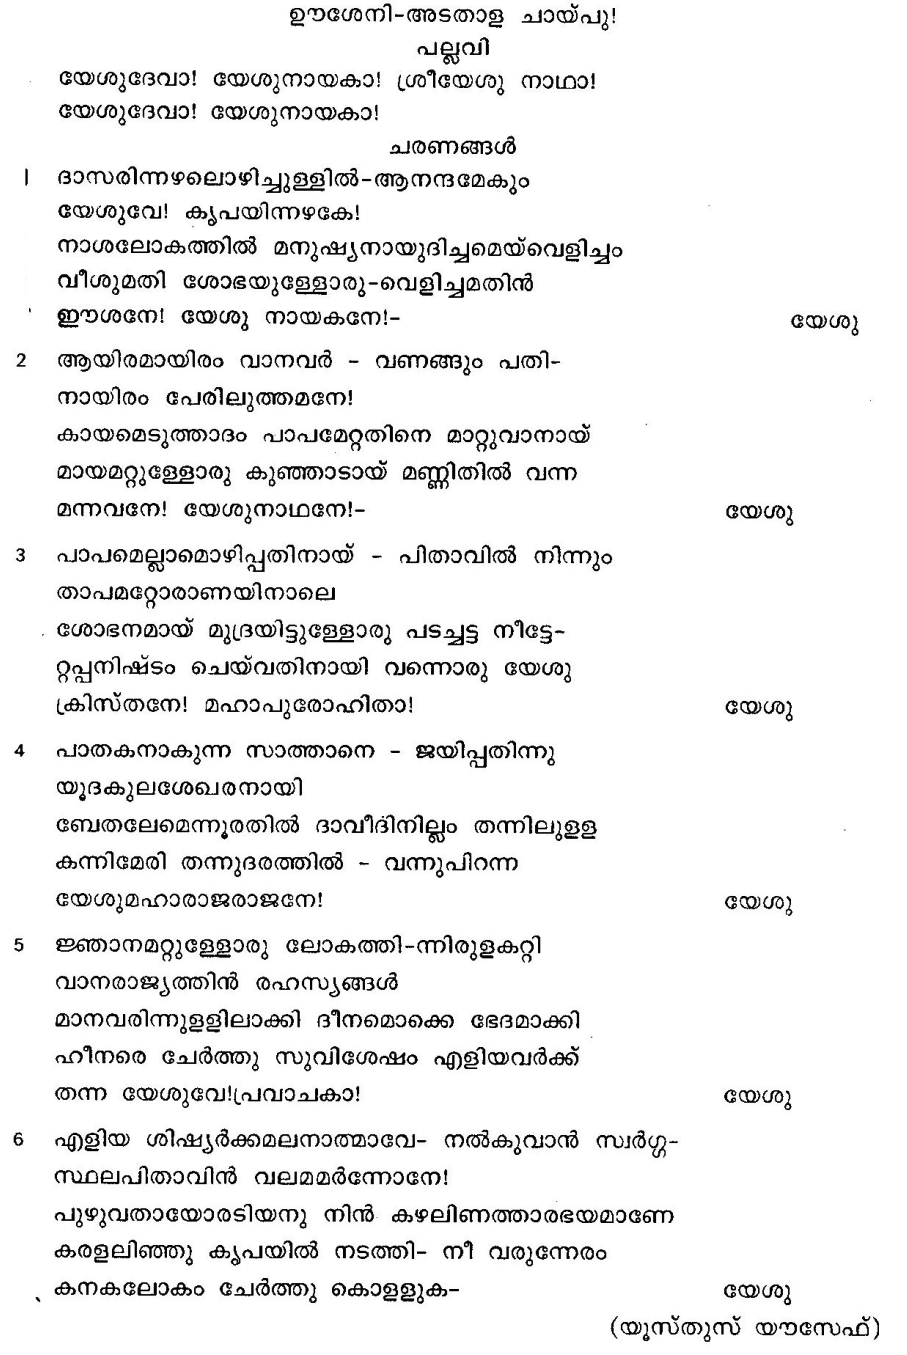 ഊശേനി-അടതാള ചായ്പു!
പല്ലവി
യേശുദേവാ! യേശുനായകാ! ശ്രീയേശു നാഥാ!
യേശുദേവാ! യേശുനായകാ!
ചരണങ്ങൾ
1 ദാസരിന്നഴലൊഴിച്ചുള്ളിൽ-ആനന്ദമേകും
യേശുവേ! കൃപയിന്നഴകേ!
നാശലോകത്തിൽ മനുഷ്യനായുദിച്ചമെയ്‌വെളിച്ചം
വീശുമതി ശോഭയുള്ളോരു-വെളിച്ചമതിൻ
ഈശനേ! യേശു നായകനേ!- യേശു
2 ആയിരമായിരം വാനവർ - വണങ്ങും പതി-
നായിരം പേരിലുത്തമനേ!
കായമെടുത്താദം പാപമേറ്റതിനെ മാറ്റുവാനായ്
മായമറ്റുള്ളോരു കുഞ്ഞാടായ് മണ്ണിതിൽ വന്ന
മന്നവനേ! യേശുനാഥനേ!- യേശു
3 പാപമെല്ലാമൊഴിപ്പതിനായ് - പിതാവിൽ നിന്നും
താപമറ്റോരാണയിനാലെ
ശോഭനമായ് മുദ്രയിട്ടുള്ളോരു പടച്ചട്ട നീട്ടേ-
റ്റപ്പനിഷ്ടം ചെയ്‌വതിനായി വന്നൊരു യേശു
ക്രിസ്തനേ! മഹാപുരോഹിതാ! യേശു
4 പാതകനാകുന്ന സാത്താനെ - ജയിപ്പതിന്നു
യൂദകുലശേഖരനായി
ബേതലേമെന്നൂരതിൽ ദാവീദിനില്ലം തന്നിലുളള
കന്നിമേരി തന്നുദരത്തിൽ - വന്നുപിറന്ന
യേശുമഹാരാജരാജനേ! യേശു
5 ജ്ഞാനമറ്റുള്ളോരു ലോകത്തി-ന്നിരുളകറ്റി
വാനരാജ്യത്തിൻ രഹസ്യങ്ങൾ
മാനവരിന്നുളളിലാക്കി ദീനമൊക്കെ ഭേദമാക്കി
ഹീനരെ ചേർത്തു സുവിശേഷം എളിയവർക്ക്
തന്ന യേശുവേ!പ്രവാചകാ! യേശു
6 എളിയ ശിഷ്യർക്കമലനാത്മാവേ- നൽകുവാൻ സ്വർഗ്ഗ-
സ്ഥലപിതാവിൻ വലമമർന്നോനേ!
പുഴുവതായോരടിയനു നിൻ കഴലിണത്താരഭയമാണേ
കരളലിഞ്ഞു കൃപയിൽ നടത്തി- നീ വരുന്നേരം
കനകലോകം ചേർത്തു കൊളളുക- യേശു
(യൂസ്തുസ് യൗസേഫ്)